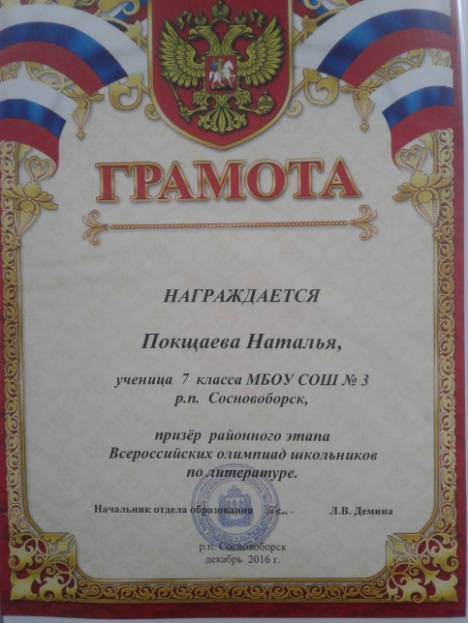 ГРАМОТА
НАГРАЖДАЕТСЯ
Покщаева Наталья,
ученица 7 класса МБОУ СОШ № 3
р.п. Сосновоборск,
призёр районного этапа
Всероссийских олимпиад школьников
по литературе.
Начальник отдела образования Л.В. Демина
р.п. Сосновоборск
декабрь 2016 г.